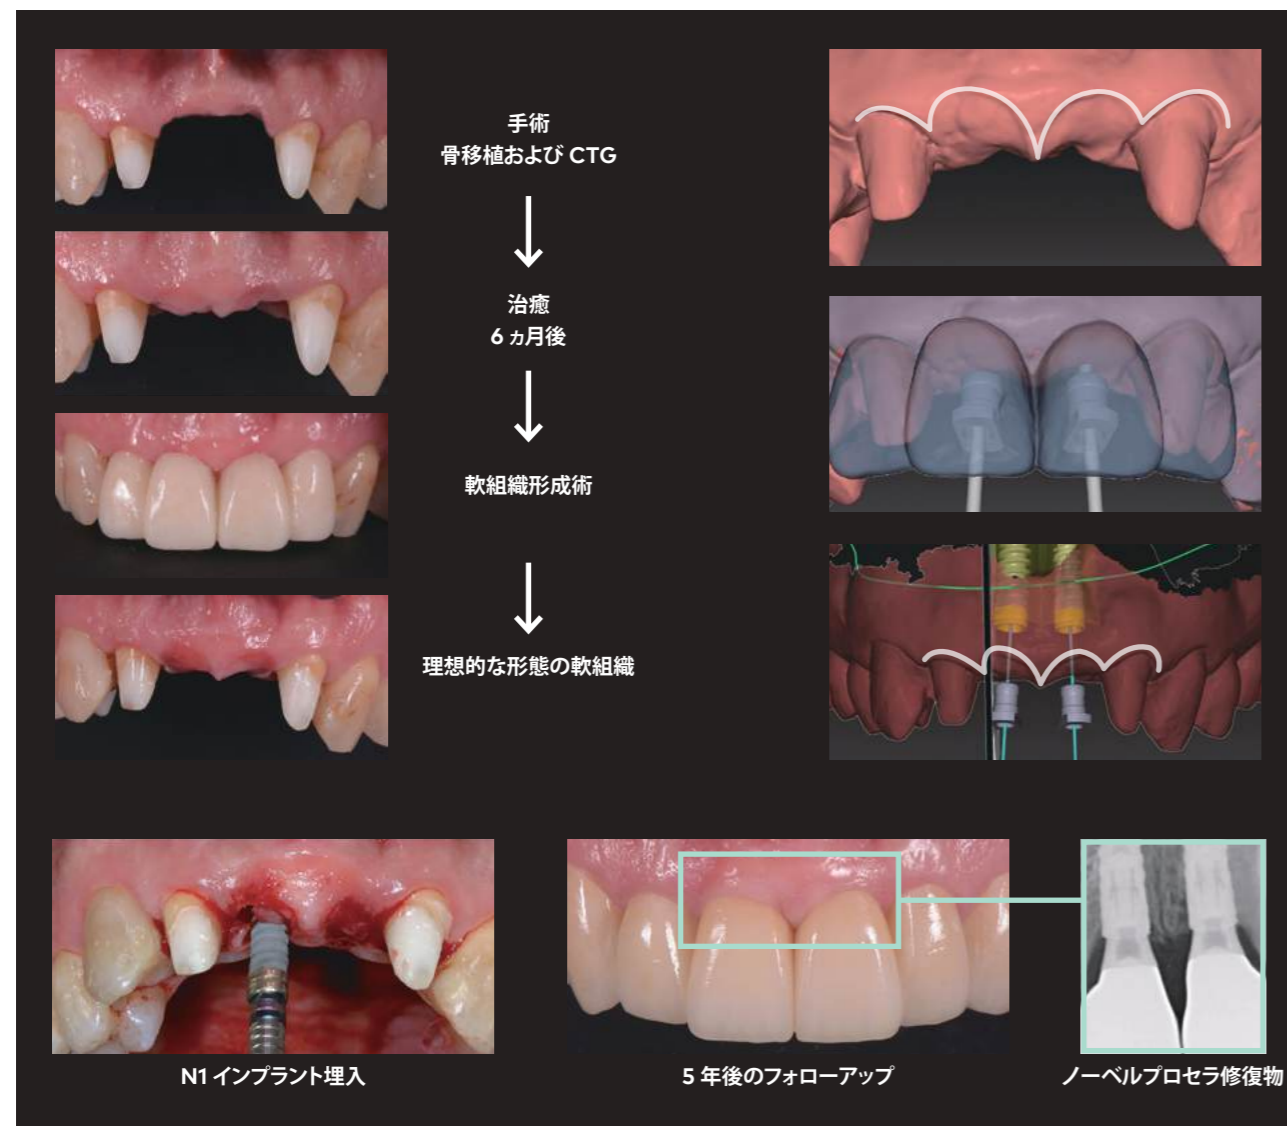 手術
骨移植および CTG
治癒
6 ヵ月後
軟組織形成術
理想的な形態の軟組織
N1 インプラント埋入
5 年後のフォローアップ
ノーベルプロセラ修復物